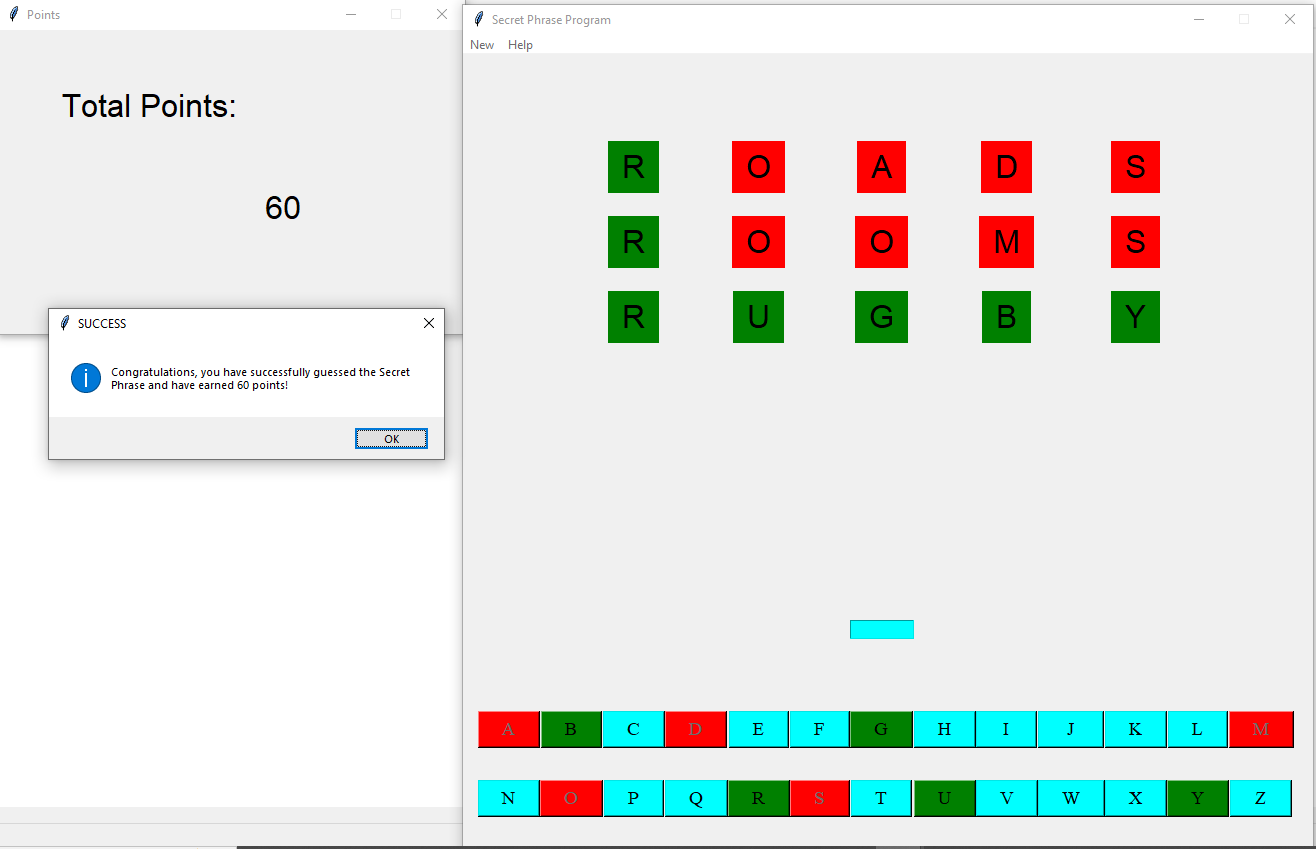 Points
Total Points:
60
SUCCESS
Congratulations, you have successfully guessed the Secret
Phrase and have earned 60 points!
OK
Secret Phrase Program
New Help
R O A D S
R O O M S
R U G B Y
A B C D E F G H I J K L M
N O P Q R S T U V W X Y Z